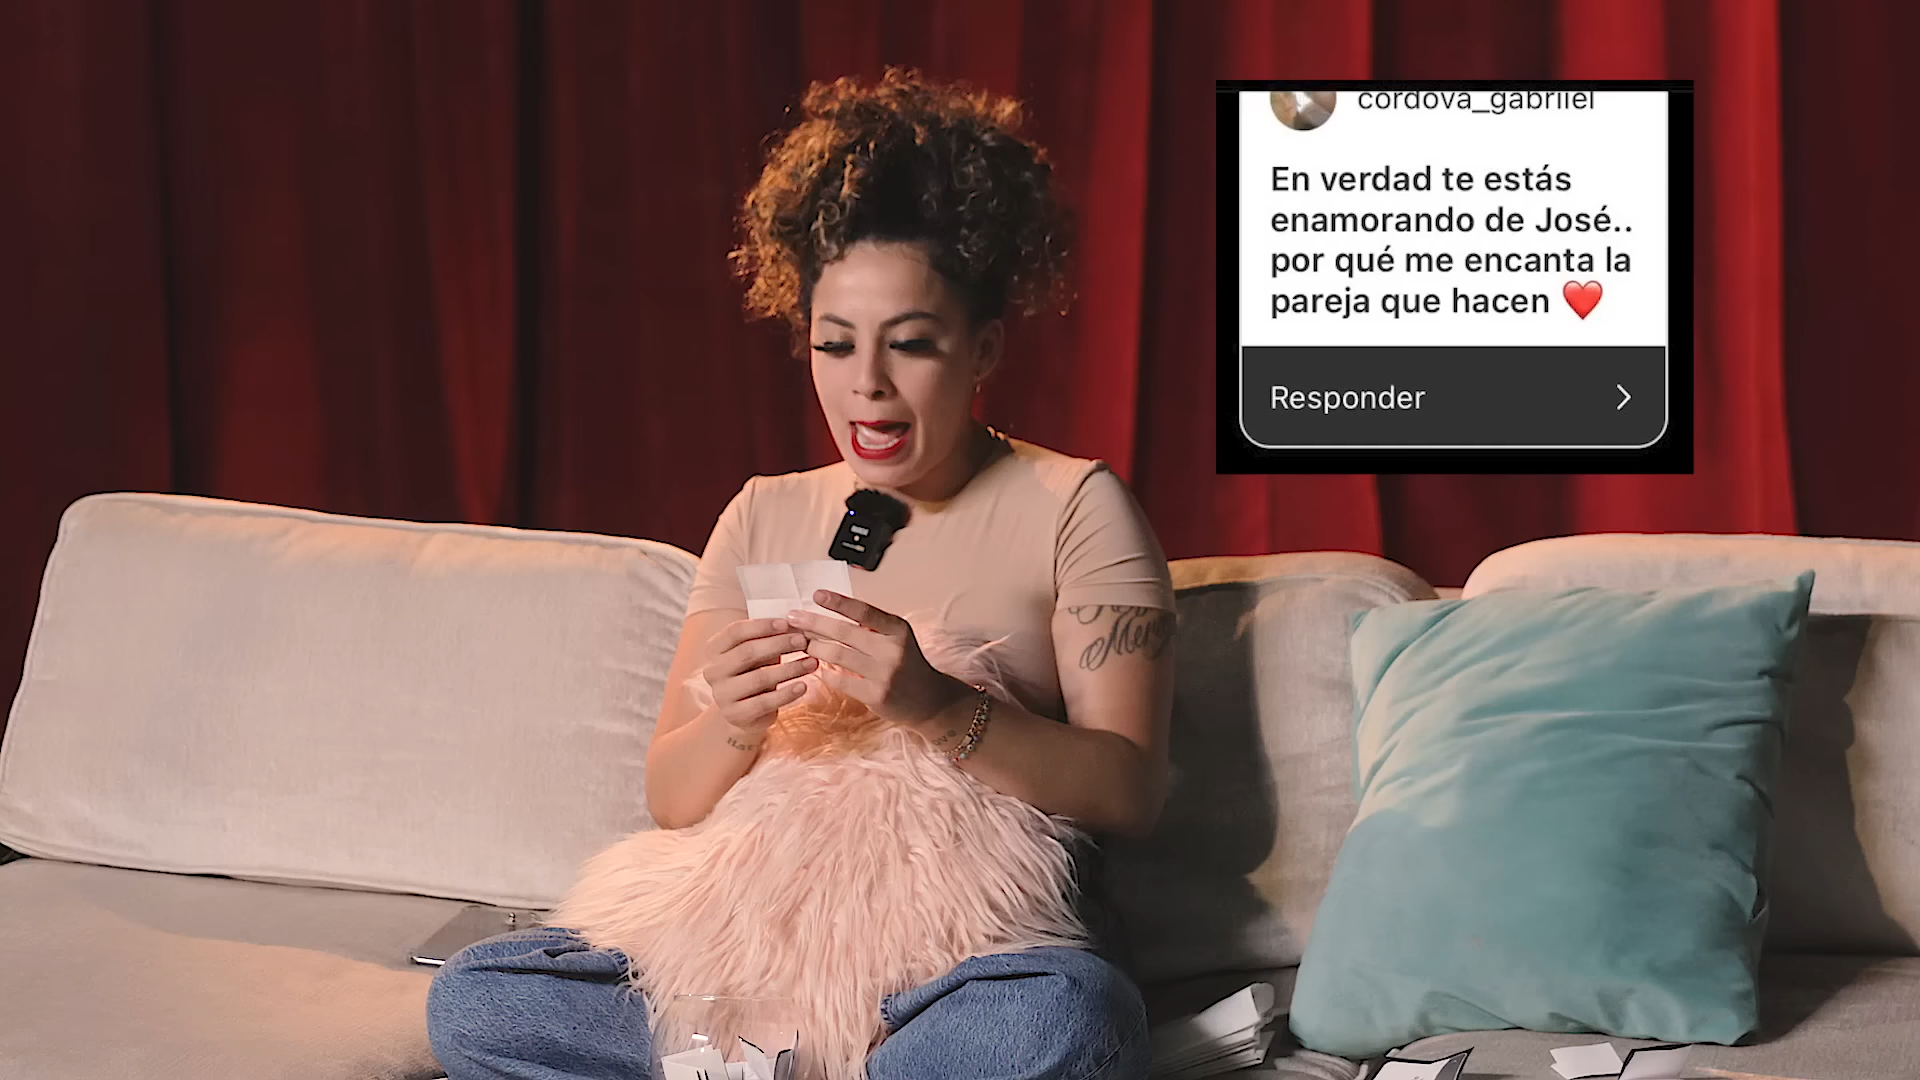 cordova_gabriiel
En verdad te estás
enamorando de José..
por qué me encanta la
pareja que hacen ❤️
Responder